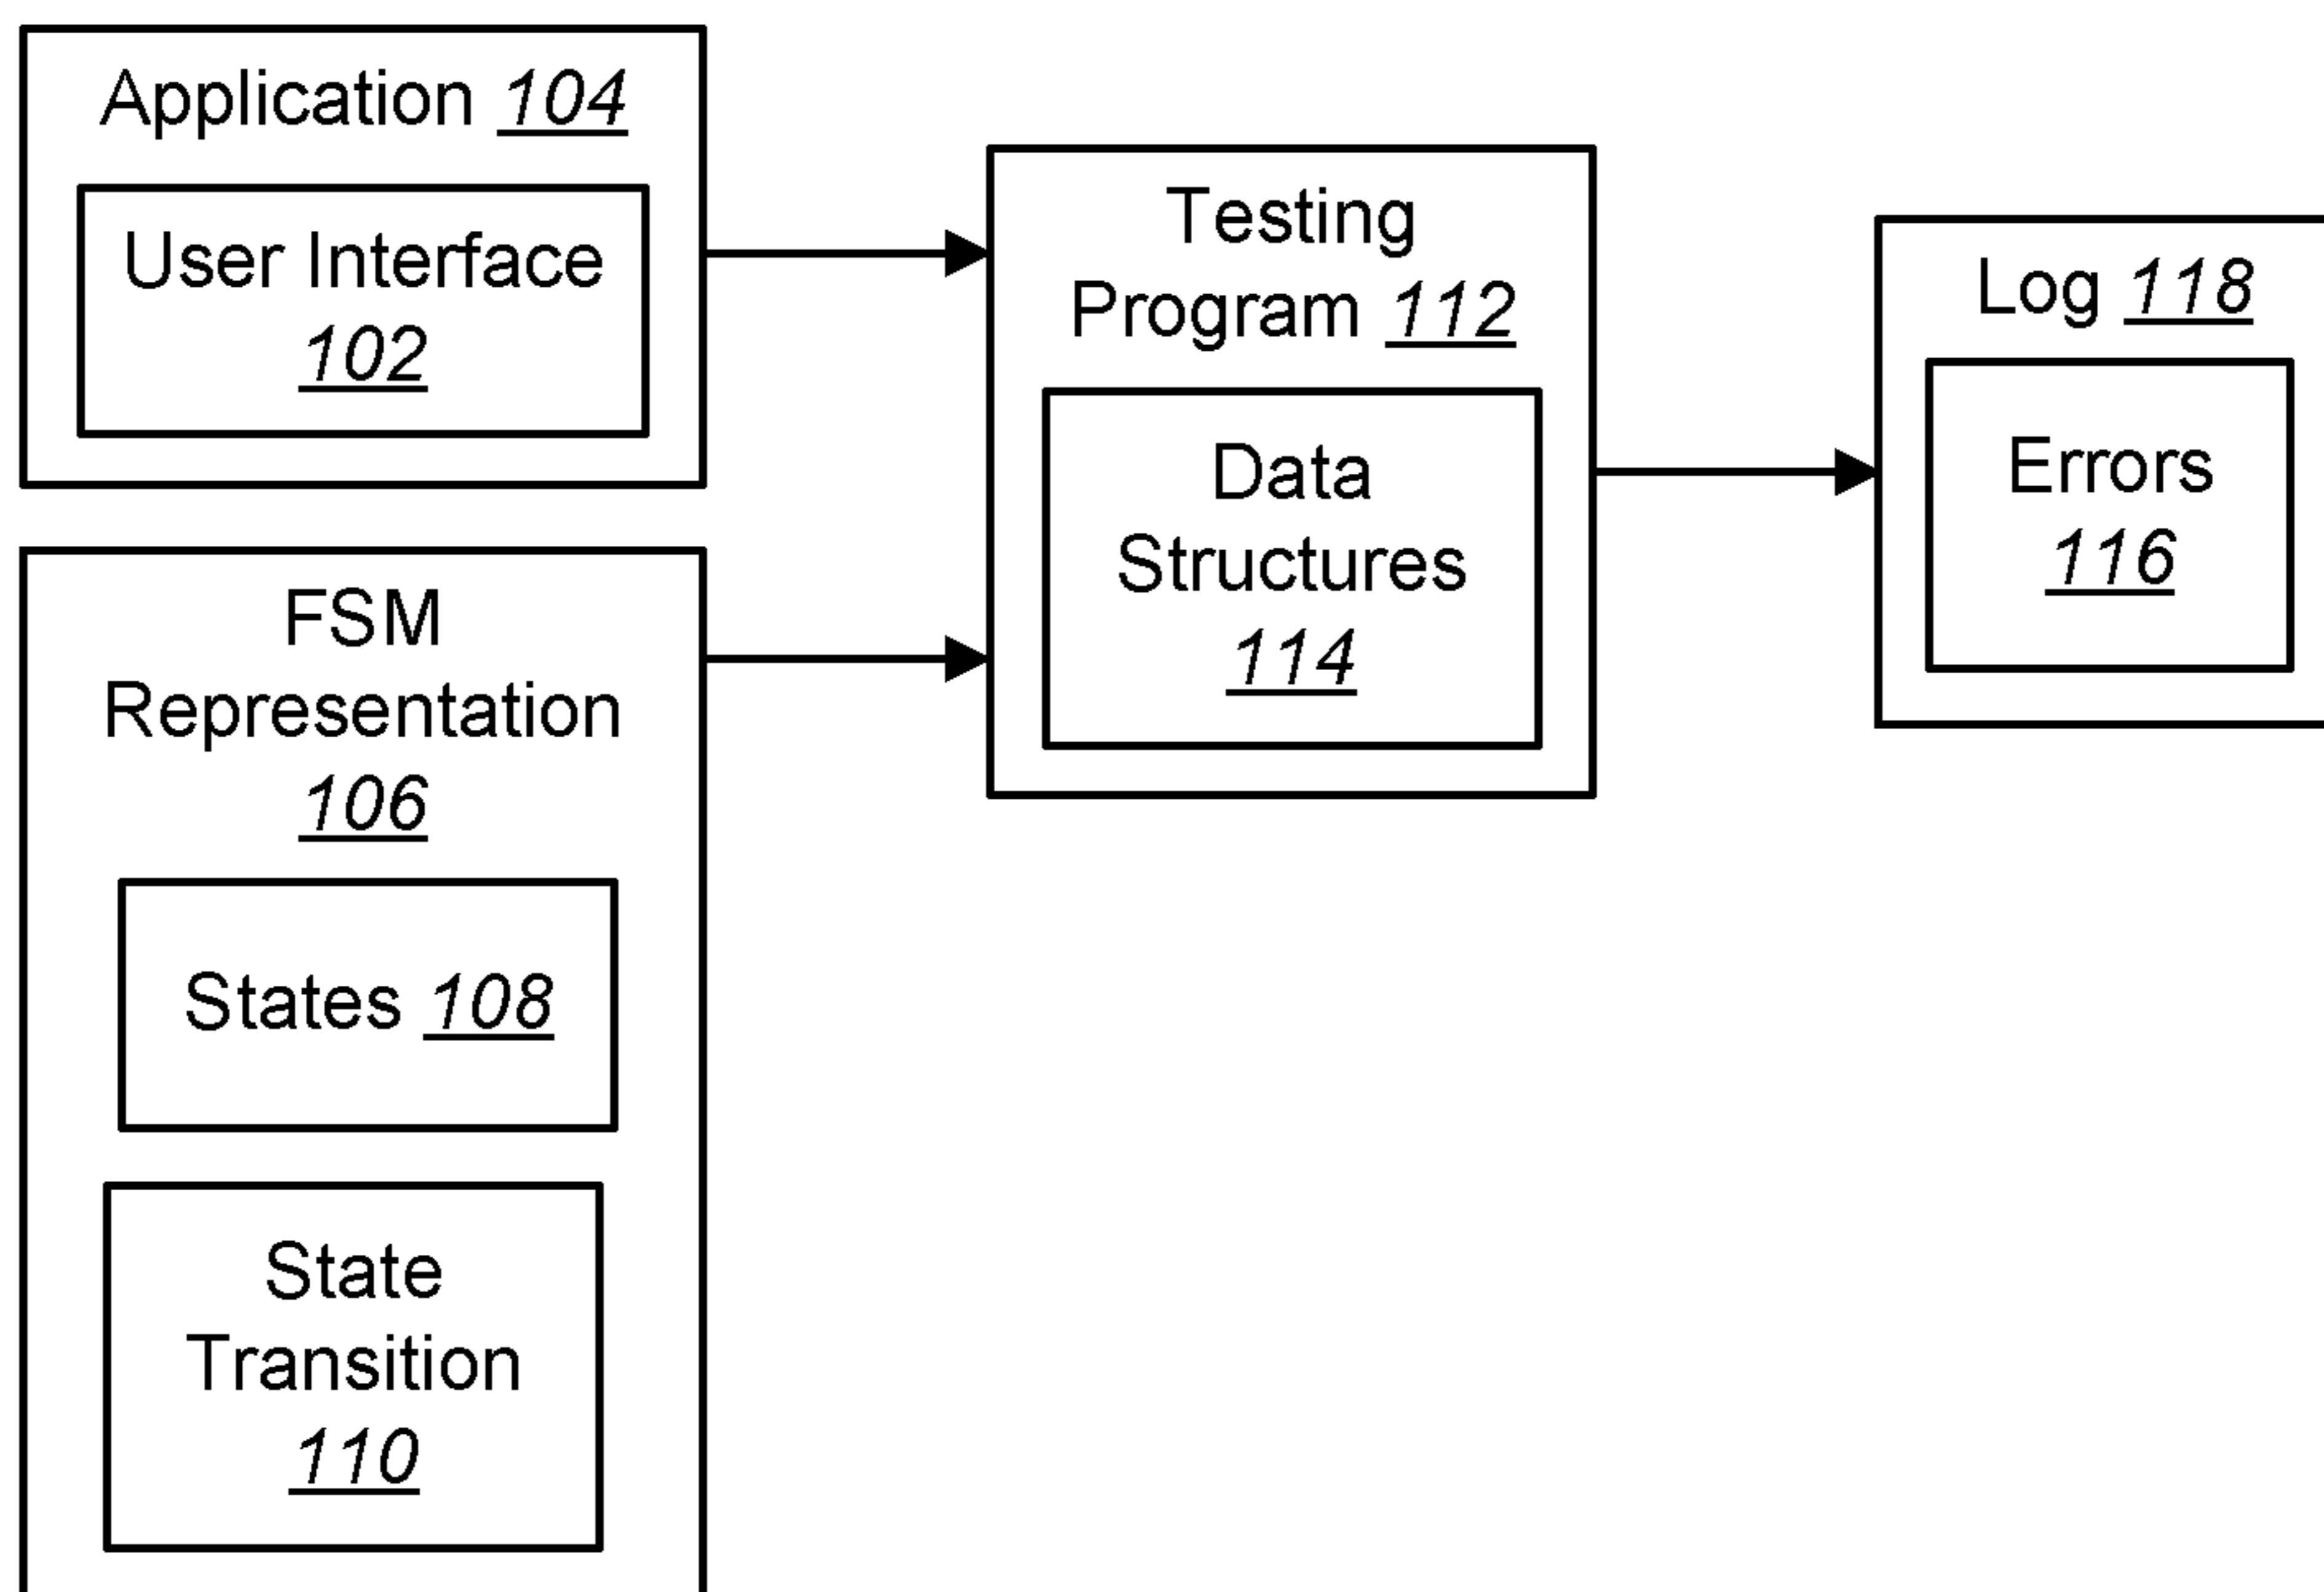 Application 104
User Interface
102
FSM
Representation
106
States 108
State
Transition
110
Testing
Program 112
Data
Structures
114
Log 118
Errors
116